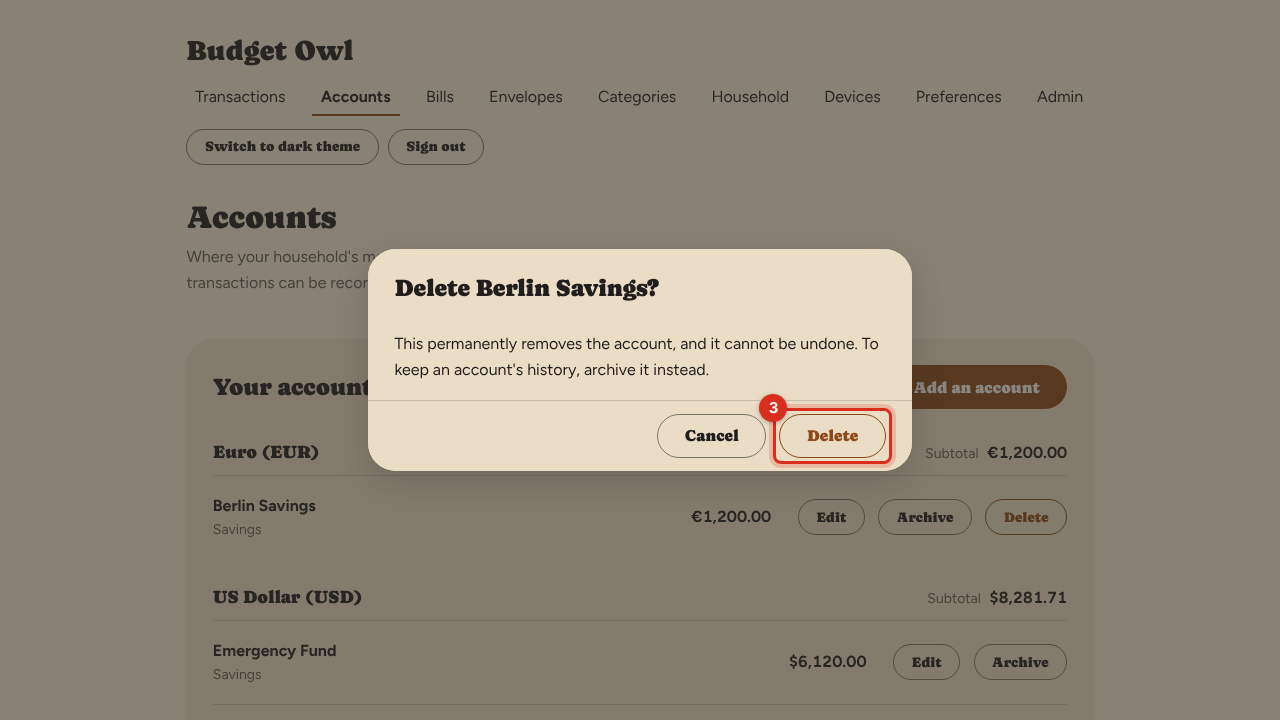 Budget Owl
Transactions Accounts Bills Envelopes Categories Household Devices Preferences Admin
Switch to dark theme Sign out
Accounts
Where your household's m
transactions can be recor
Delete Berlin Savings?
This permanently removes the account, and it cannot be undone. To
keep an account's history, archive it instead.
3
Cancel Delete
Your account Add an account
Euro (EUR) Subtotal €1,200.00
Berlin Savings
Savings
€1,200.00 Edit Archive Delete
US Dollar (USD) Subtotal $8,281.71
Emergency Fund
Savings
$6,120.00 Edit Archive